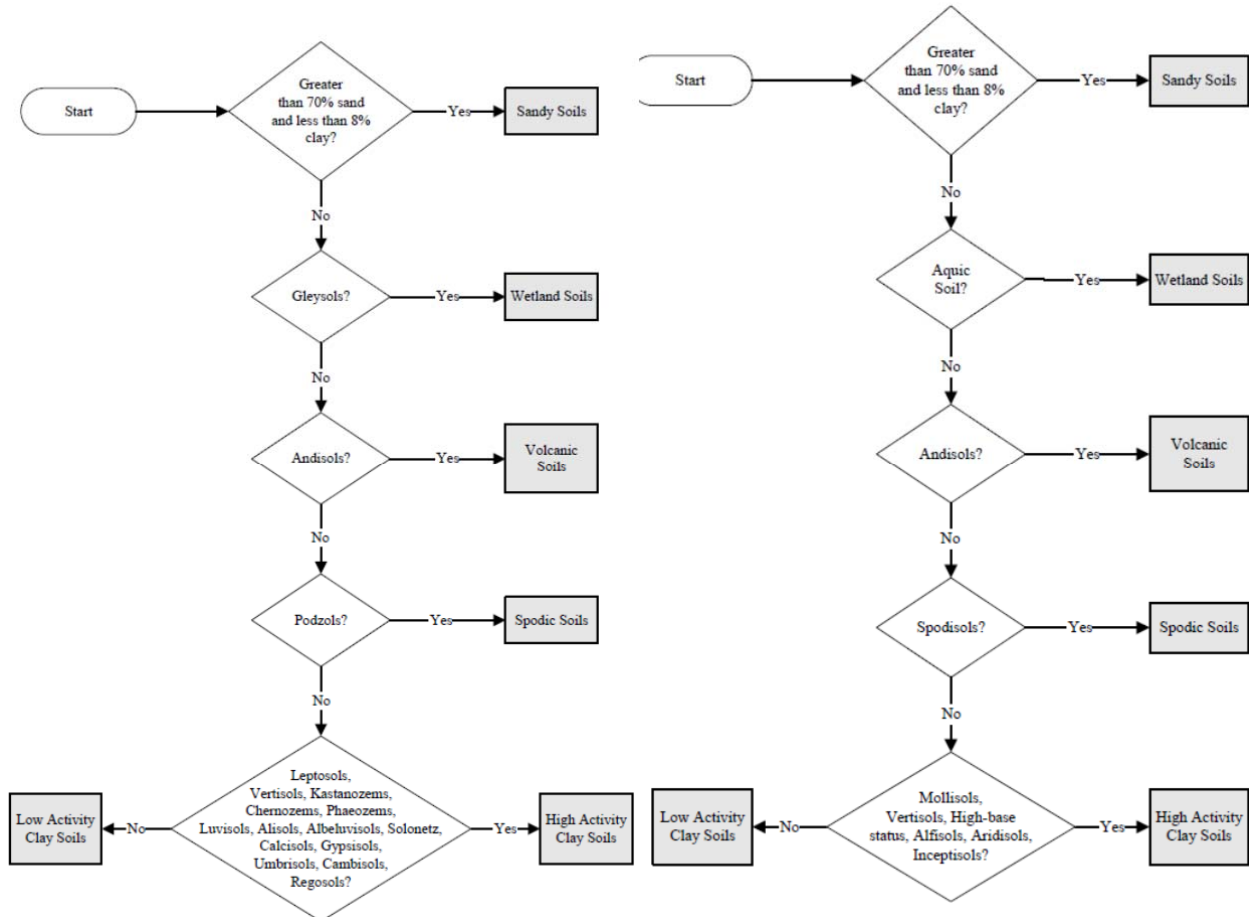 Start
Greater
than 70% sand
and less than 8%
clay?
Yes
Sandy Soils
No
Gleysols?
Yes
Wetland Soils
No
Andisols?
Yes
Volcanic
Soils
No
Podzols?
Yes
Spodic Soils
No
Leptosols,
Vertisols, Kastanozems,
Chernozems, Phaeozems,
Luvisols, Alisols, Albeluvisols, Solonetz,
Calcisols, Gypsisols,
Umbrisols, Cambisols,
Regosols?
No
Low Activity
Clay Soils
Yes
High Activity
Clay Soils
Start
Greater
than 70% sand
and less than 8%
clay?
Yes
Sandy Soils
No
Aquic
Soil?
Yes
Wetland Soils
No
Andisols?
Yes
Volcanic
Soils
No
Spodisols?
Yes
Spodic Soils
No
Mollisols,
Vertisols, High-base
status, Alfisols, Aridisols,
Inceptisols?
No
Low Activity
Clay Soils
Yes
High Activity
Clay Soils